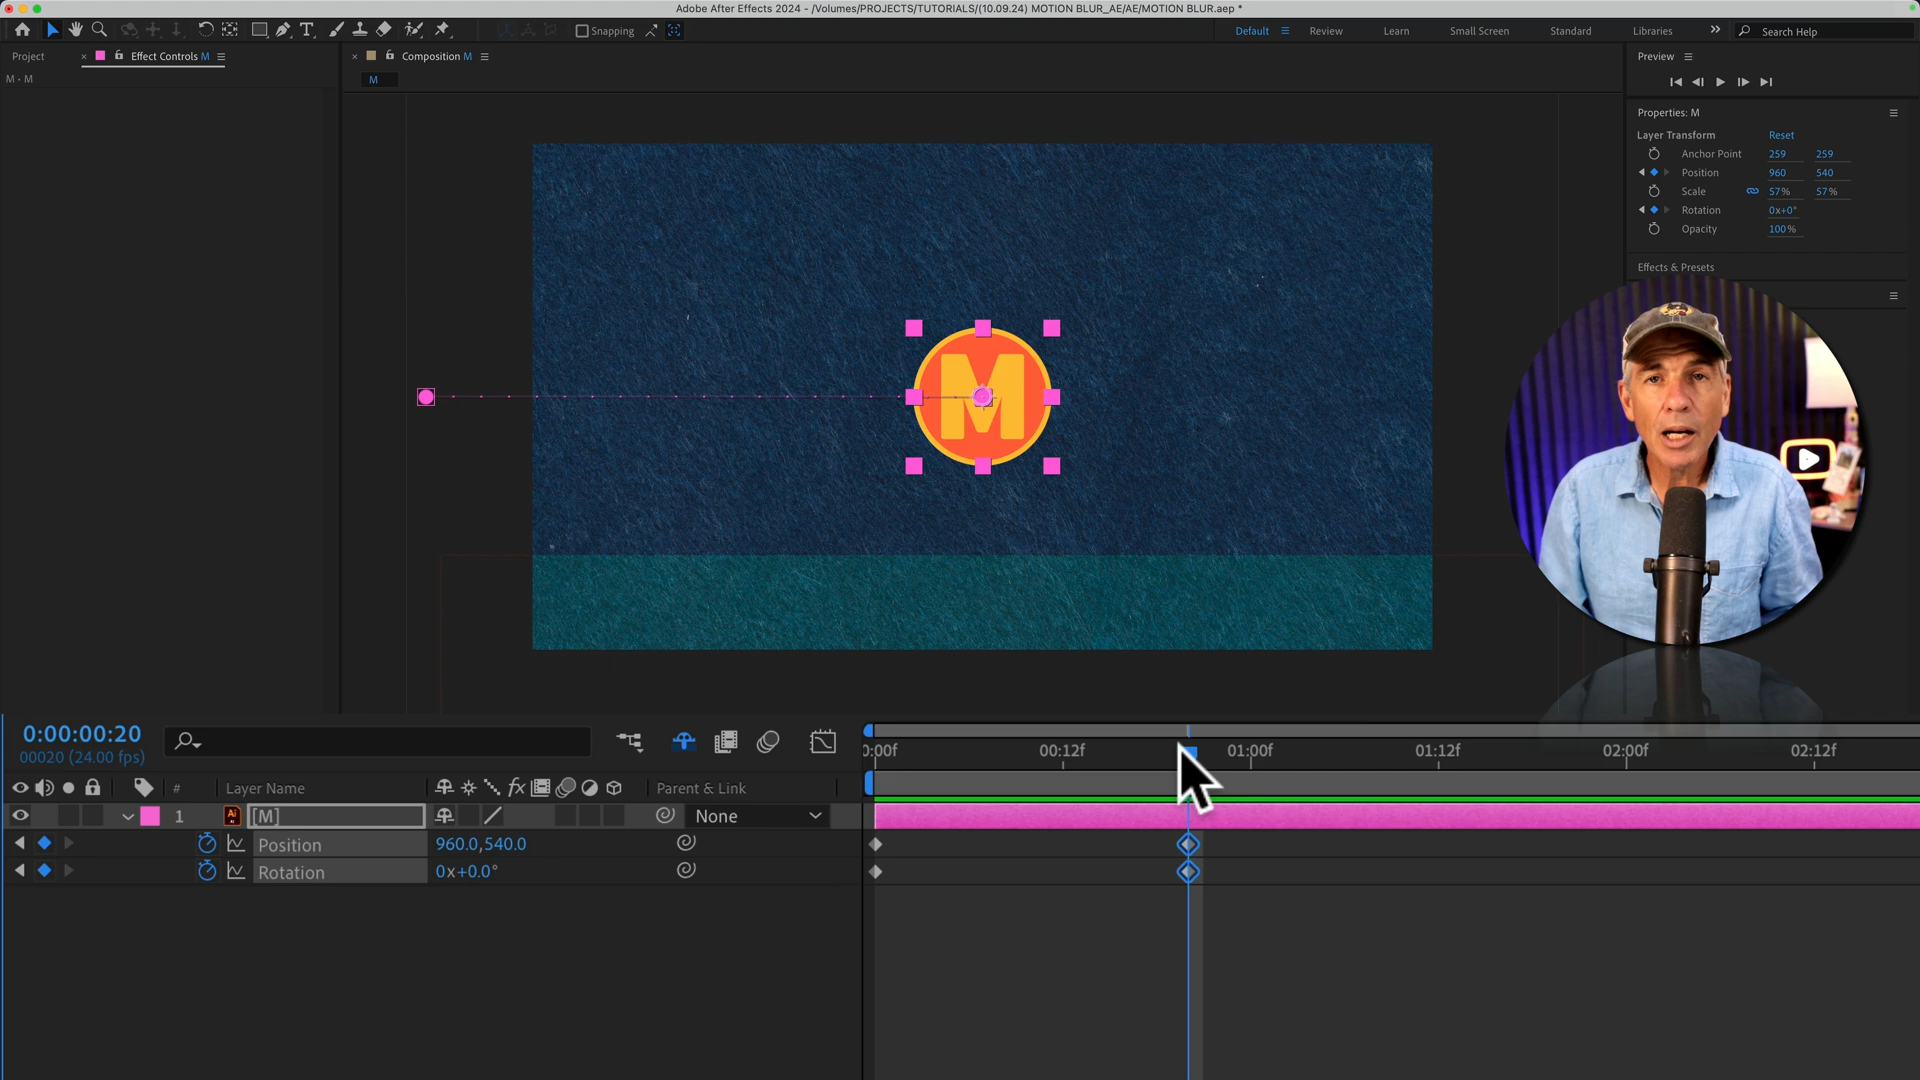 Adobe After Effects 2024 - /Volumes/PROJECTS/TUTORIALS/(10.09.24) MOTION BLUR_AE/AE/MOTION BLUR.aep *
Snapping
Default
Review
Learn
Small Screen
Standard
Libraries
Search Help
Project
Effect Controls M
Composition M
Preview
M • M
M
Properties: M
Layer Transform Reset
Anchor Point 259 259
Position 960 540
Scale 57% 57%
Rotation 0x+0°
Opacity 100%
Effects & Presets
M
0:00:00:20
00020 (24.00 fps)
0:00f 00:12f 01:00f 01:12f 02:00f 02:12f
# Layer Name fx Parent & Link
1 Ai [M] None
Position 960.0,540.0
Rotation 0x+0.0°